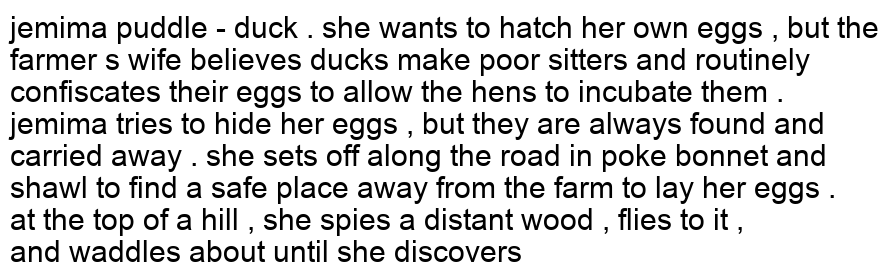 jemima puddle - duck . she wants to hatch her own eggs , but the
farmer s wife believes ducks make poor sitters and routinely
confiscates their eggs to allow the hens to incubate them .
jemima tries to hide her eggs , but they are always found and
carried away . she sets off along the road in poke bonnet and
shawl to find a safe place away from the farm to lay her eggs .
at the top of a hill , she spies a distant wood , flies to it ,
and waddles about until she discovers